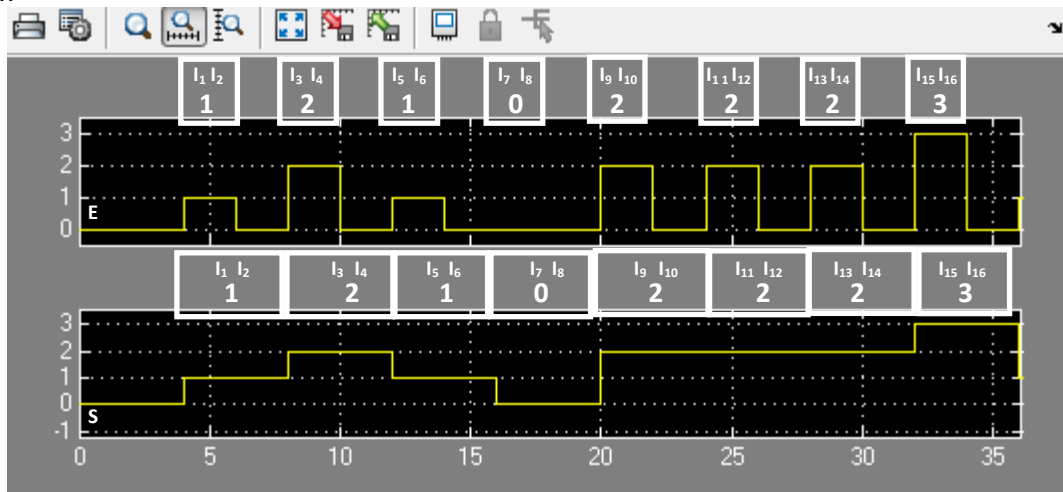 I₁ I₂ I₃ I₄ I₅ I₆ I₇ I₈ I₉ I₁₀ I₁₁ I₁₂ I₁₃ I₁₄ I₁₅ I₁₆
1 2 1 0 2 2 2 3
3
2
1
0
E
I₁ I₂ I₃ I₄ I₅ I₆ I₇ I₈ I₉ I₁₀ I₁₁ I₁₂ I₁₃ I₁₄ I₁₅ I₁₆
1 2 1 0 2 2 2 3
3
2
1
0
S
-1
0 5 10 15 20 25 30 35